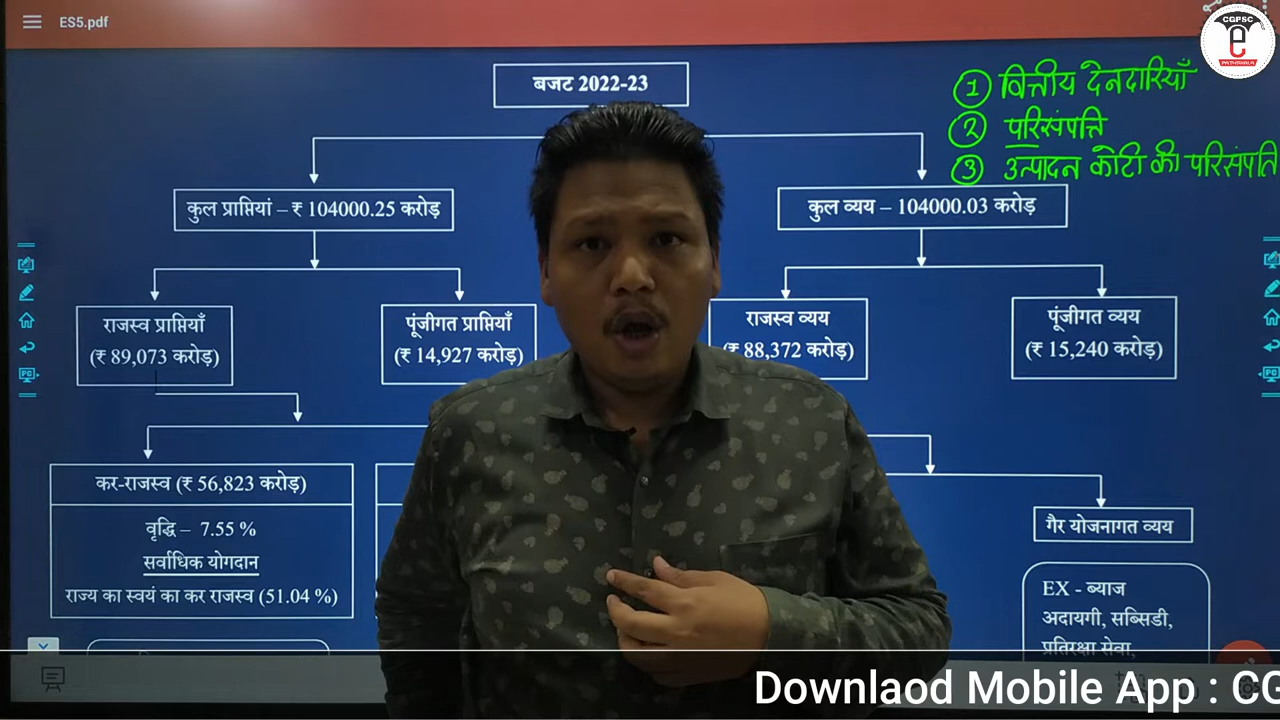 ES5.pdf
CGPSC
e
PATHSHALA
बजट 2022-23
① वित्तीय देनदारियाँ
② परिसंपत्ति
③ उत्पादन कोटी की परिसंपत्ति
कुल प्राप्तियां – ₹ 104000.25 करोड़
कुल व्यय – 104000.03 करोड़
राजस्व प्राप्तियाँ
(₹ 89,073 करोड़)
पूंजीगत प्राप्तियाँ
(₹ 14,927 करोड़)
राजस्व व्यय
(₹ 88,372 करोड़)
पूंजीगत व्यय
(₹ 15,240 करोड़)
कर-राजस्व (₹ 56,823 करोड़)
वृद्धि – 7.55 %
सर्वाधिक योगदान
राज्य का स्वयं का कर राजस्व (51.04 %)
गैर योजनागत व्यय
EX - ब्याज
अदायगी, सब्सिडी,
प्रतिरक्षा सेवा,
Downlaod Mobile App : CG